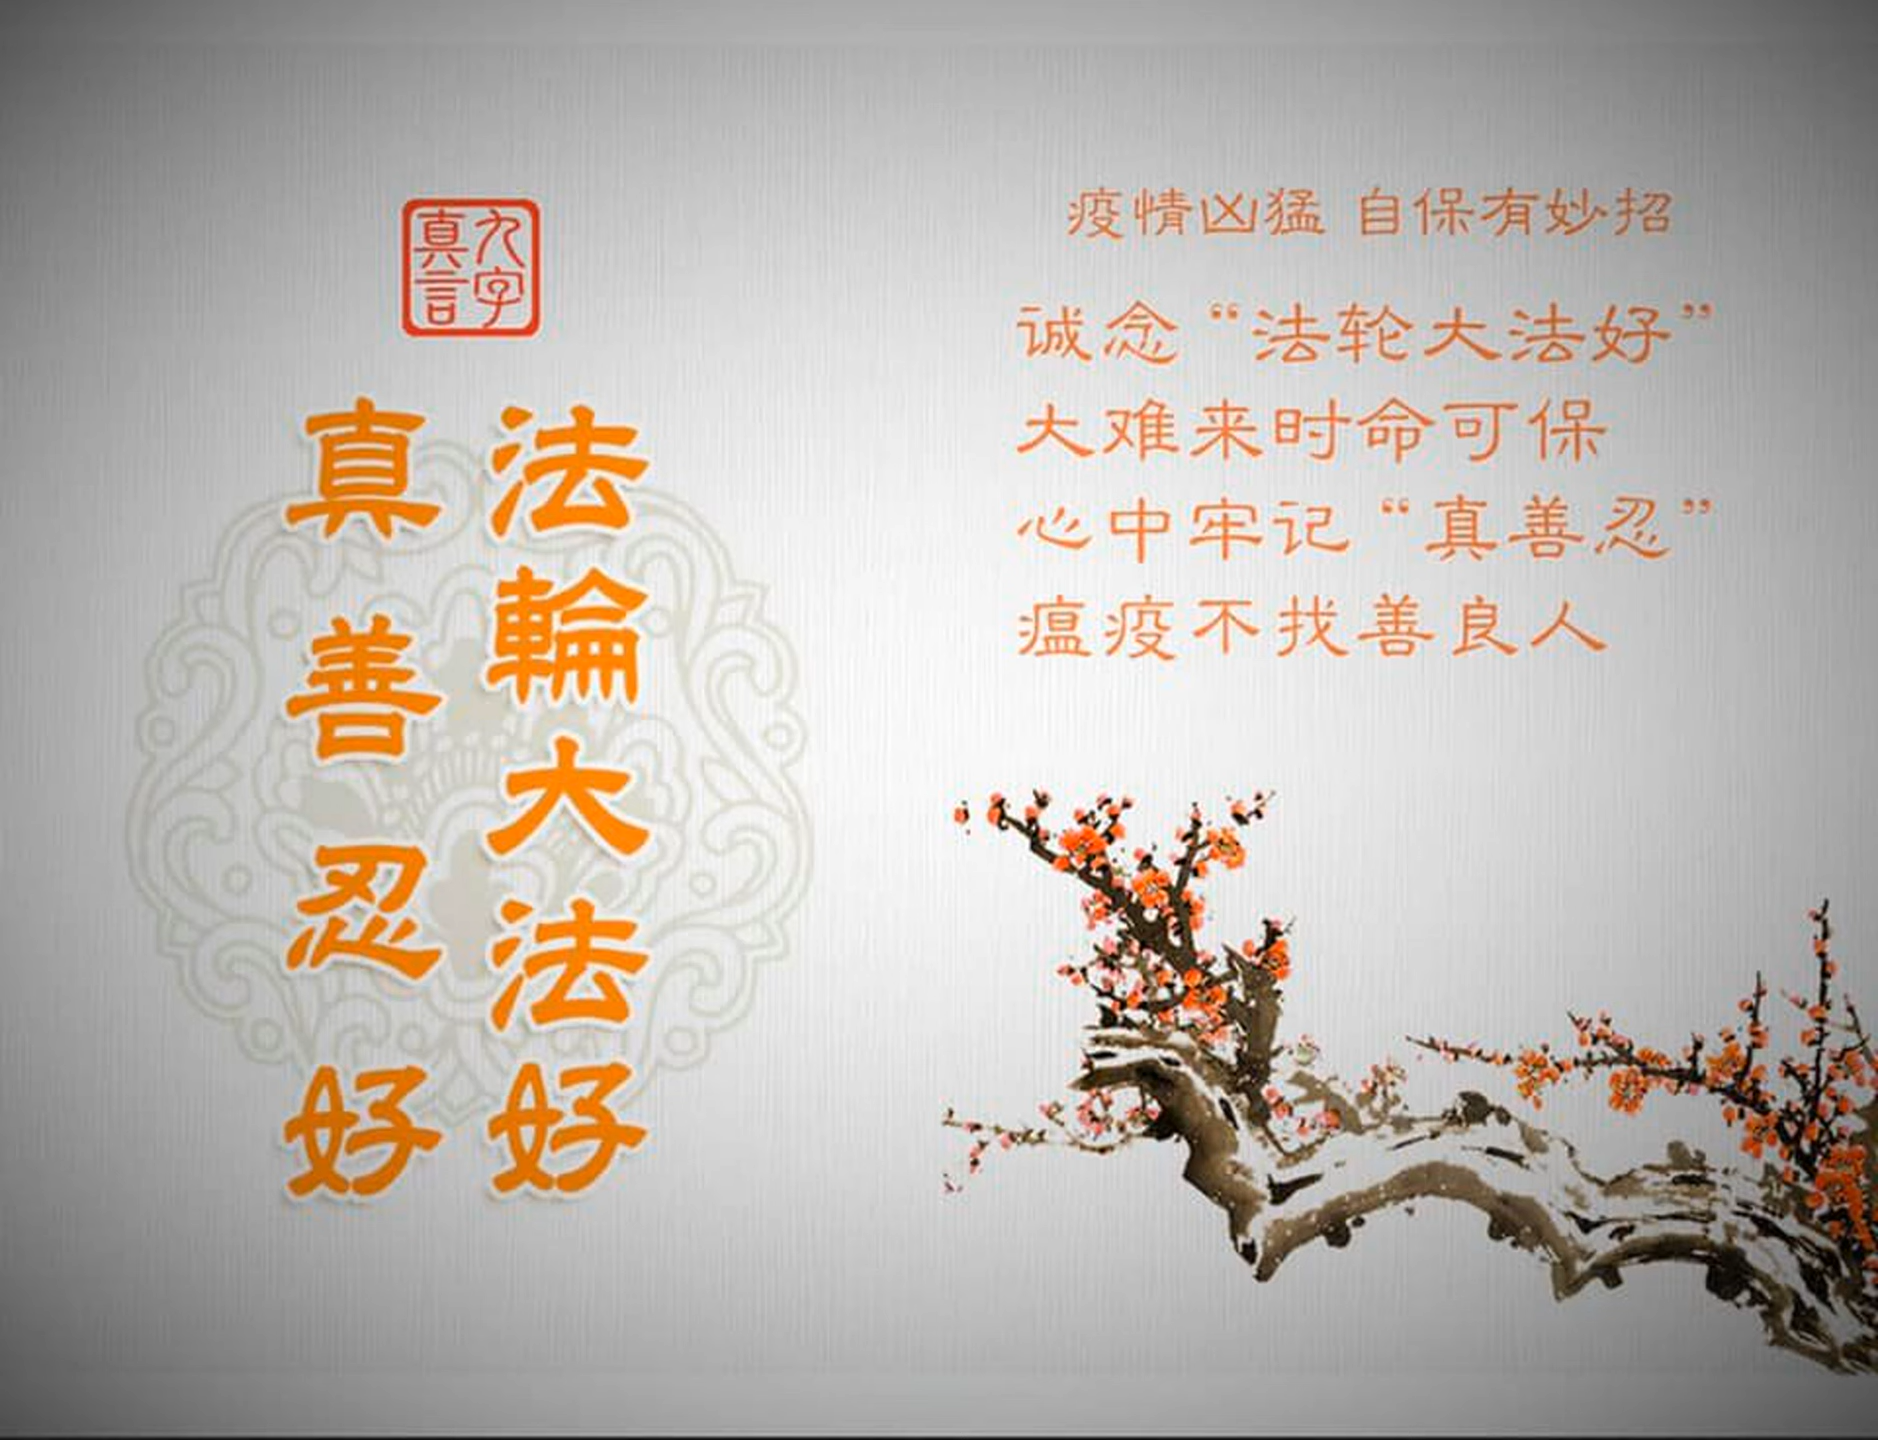 九字
真言
法輪大法好
真善忍好
疫情凶猛 自保有妙招
诚念“法轮大法好”
大难来时命可保
心中牢记“真善忍”
瘟疫不找善良人